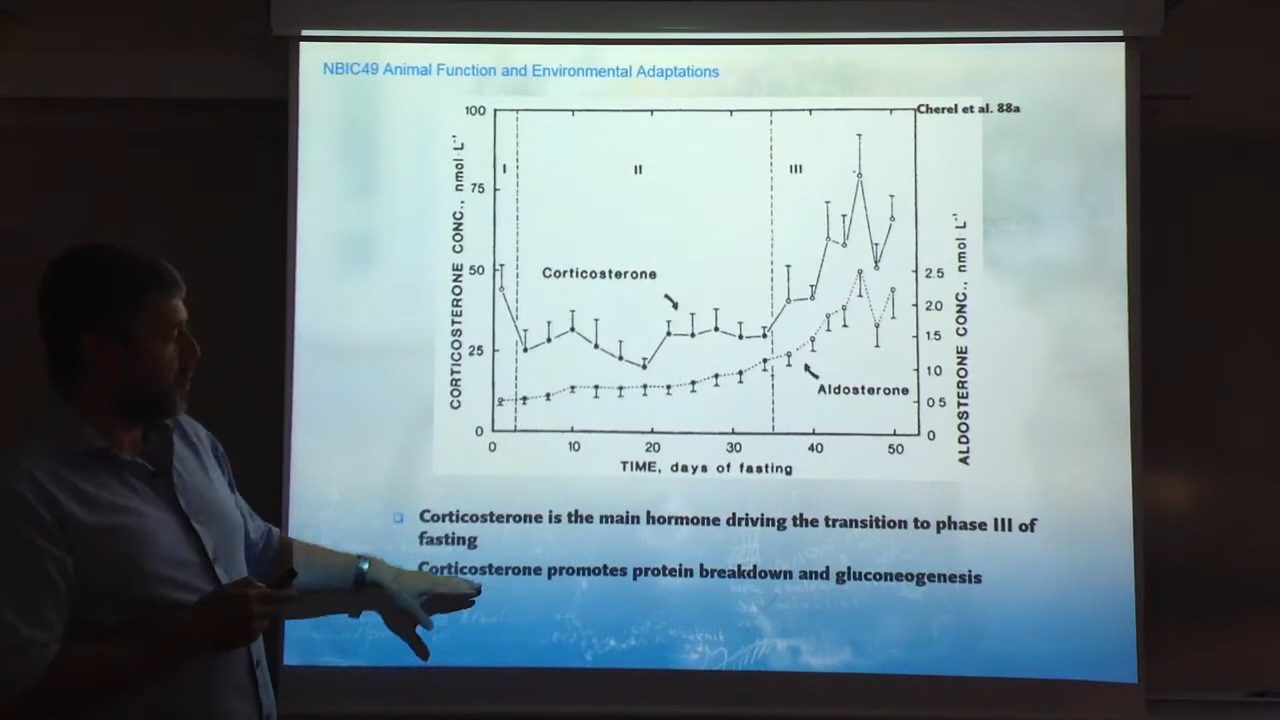 NBIC49 Animal Function and Environmental Adaptations
Cherel et al. 88a
CORTICOSTERONE CONC., nmol L⁻¹
100
75
50
25
0
I
II
III
Corticosterone
Aldosterone
2.5
2.0
1.5
1.0
0.5
0
ALDOSTERONE CONC., nmol L⁻¹
0 10 20 30 40 50
TIME, days of fasting
Corticosterone is the main hormone driving the transition to phase III of
fasting
Corticosterone promotes protein breakdown and gluconeogenesis